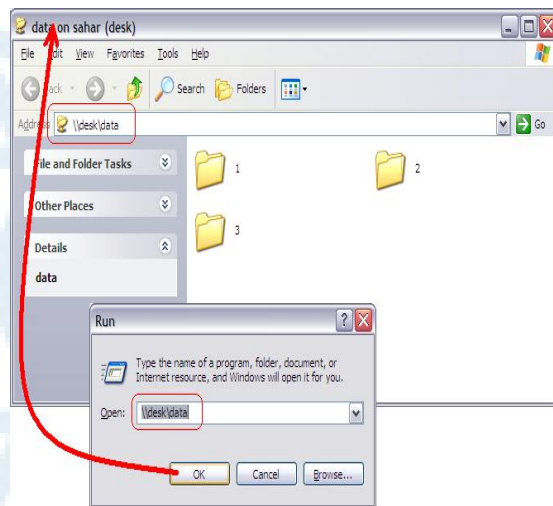 data on sahar (desk)
File Edit View Favorites Tools Help
Back Search Folders
Address \\desk\data Go
File and Folder Tasks
Other Places
Details
data
1
2
3
Run
Type the name of a program, folder, document, or
Internet resource, and Windows will open it for you.
Open: \\desk\data
OK Cancel Browse...